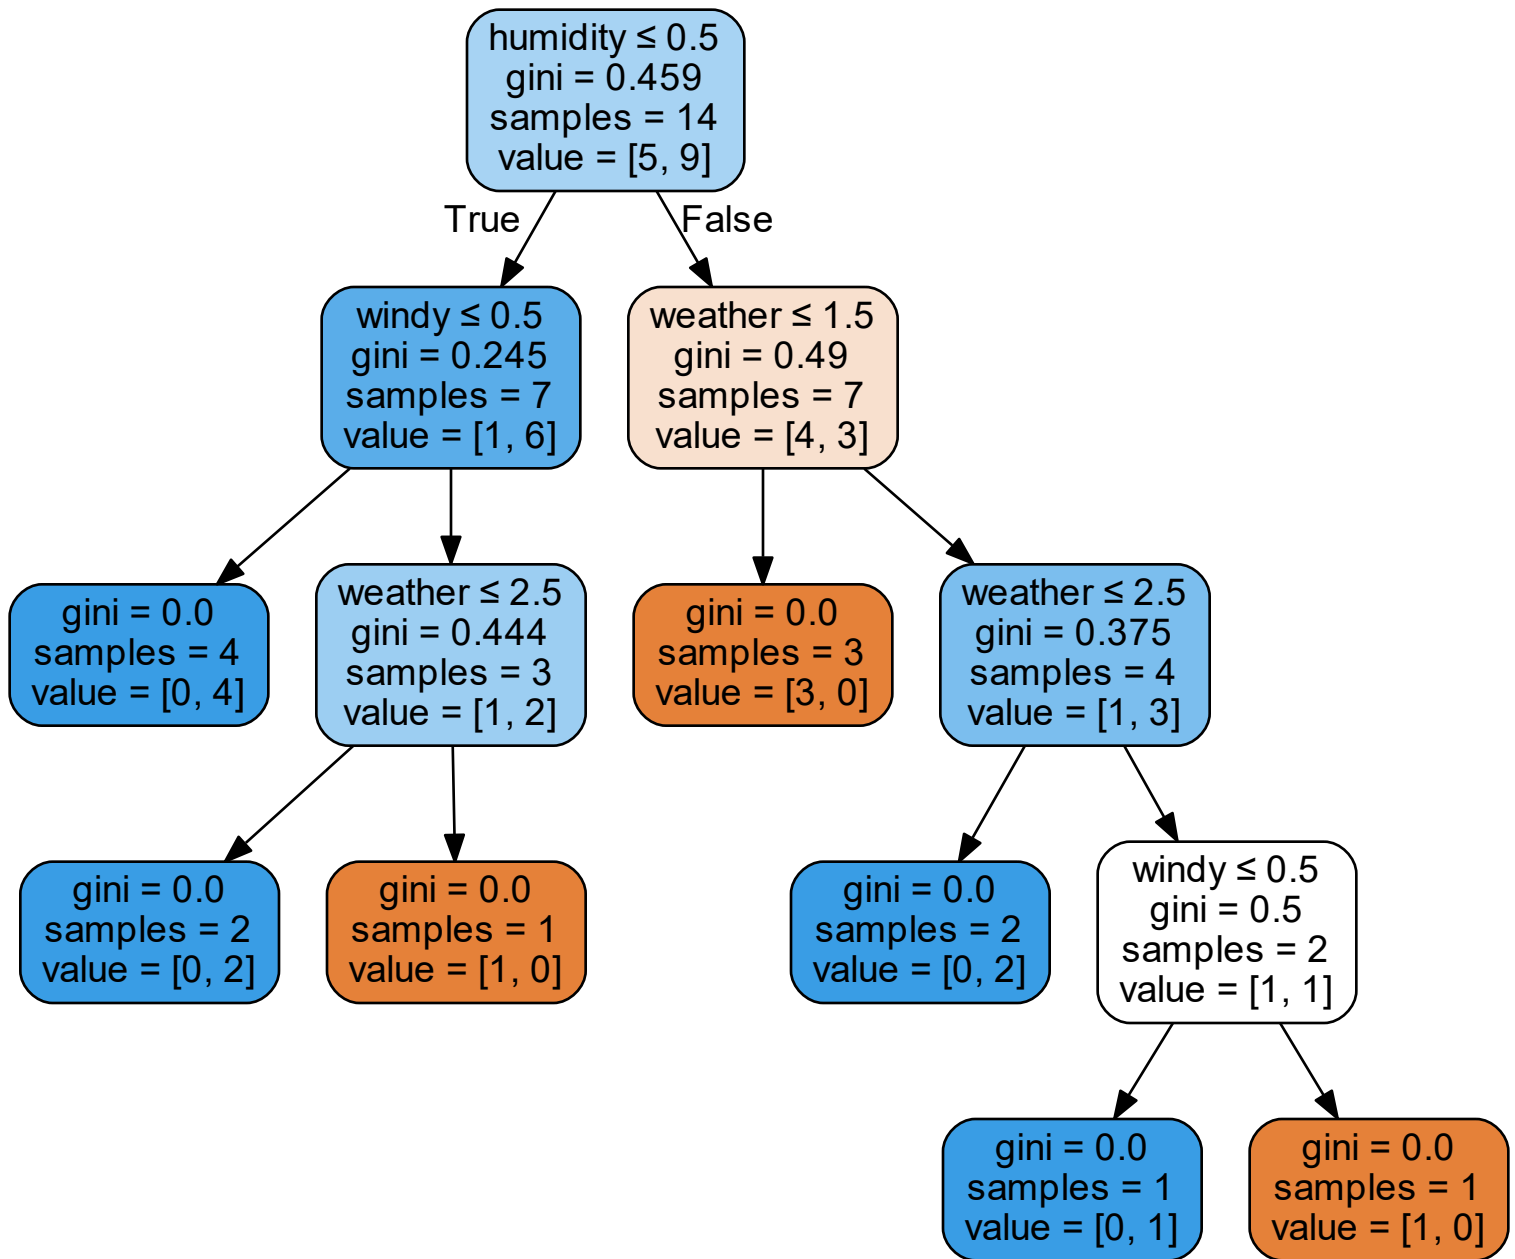 humidity ≤ 0.5
gini = 0.459
samples = 14
value = [5, 9]
True
False
windy ≤ 0.5
gini = 0.245
samples = 7
value = [1, 6]
weather ≤ 1.5
gini = 0.49
samples = 7
value = [4, 3]
gini = 0.0
samples = 4
value = [0, 4]
weather ≤ 2.5
gini = 0.444
samples = 3
value = [1, 2]
gini = 0.0
samples = 3
value = [3, 0]
weather ≤ 2.5
gini = 0.375
samples = 4
value = [1, 3]
gini = 0.0
samples = 2
value = [0, 2]
gini = 0.0
samples = 1
value = [1, 0]
gini = 0.0
samples = 2
value = [0, 2]
windy ≤ 0.5
gini = 0.5
samples = 2
value = [1, 1]
gini = 0.0
samples = 1
value = [0, 1]
gini = 0.0
samples = 1
value = [1, 0]